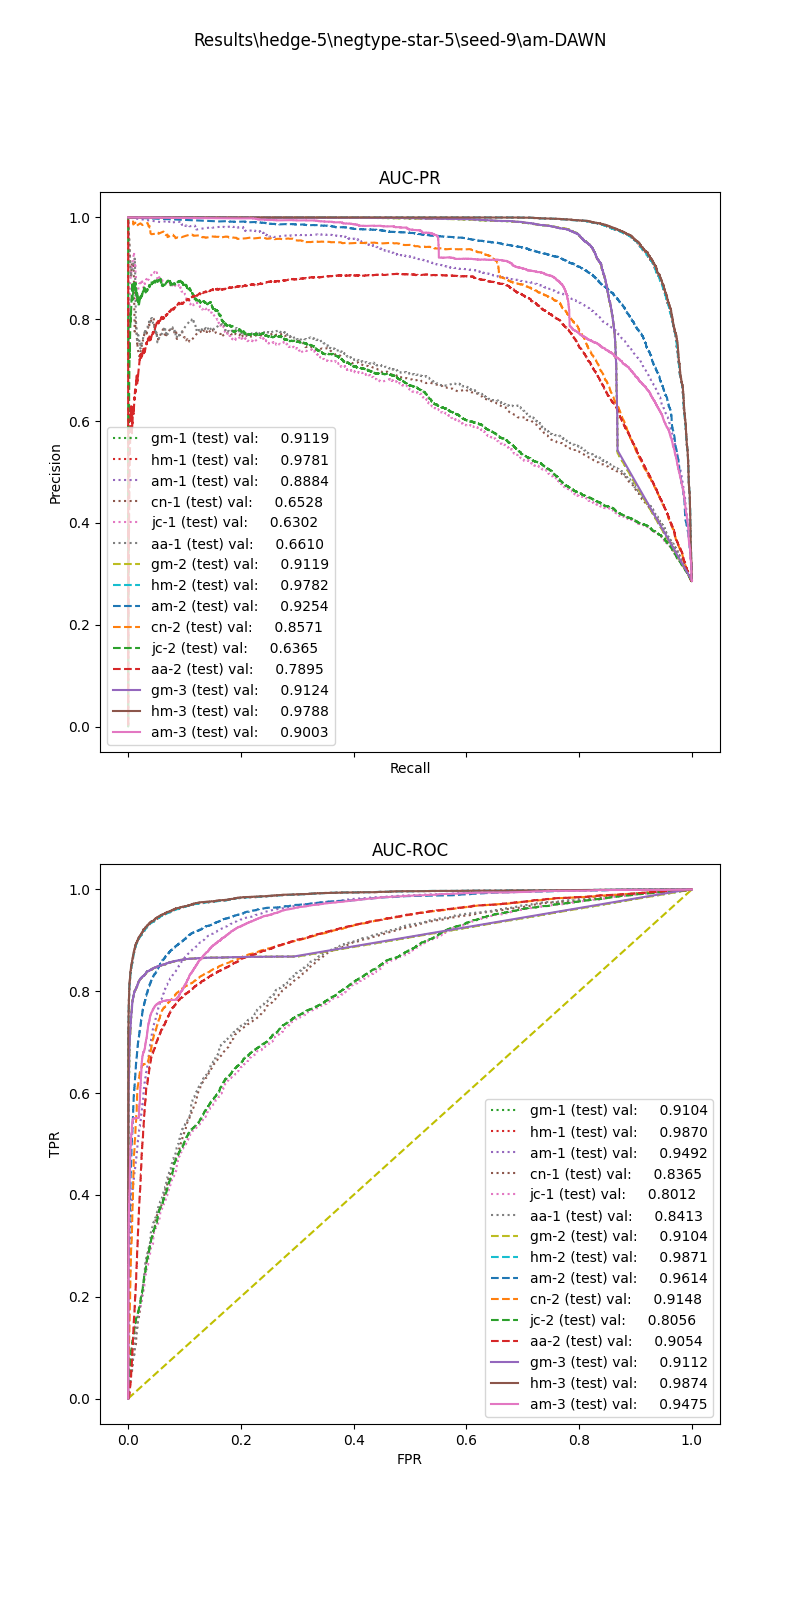 Results\hedge-5\negtype-star-5\seed-9\am-DAWN
AUC-PR
1.0
0.8
0.6
0.4
0.2
0.0
Precision
gm-1 (test) val: 0.9119
hm-1 (test) val: 0.9781
am-1 (test) val: 0.8884
cn-1 (test) val: 0.6528
jc-1 (test) val: 0.6302
aa-1 (test) val: 0.6610
gm-2 (test) val: 0.9119
hm-2 (test) val: 0.9782
am-2 (test) val: 0.9254
cn-2 (test) val: 0.8571
jc-2 (test) val: 0.6365
aa-2 (test) val: 0.7895
gm-3 (test) val: 0.9124
hm-3 (test) val: 0.9788
am-3 (test) val: 0.9003
Recall
AUC-ROC
1.0
0.8
0.6
0.4
0.2
0.0
TPR
gm-1 (test) val: 0.9104
hm-1 (test) val: 0.9870
am-1 (test) val: 0.9492
cn-1 (test) val: 0.8365
jc-1 (test) val: 0.8012
aa-1 (test) val: 0.8413
gm-2 (test) val: 0.9104
hm-2 (test) val: 0.9871
am-2 (test) val: 0.9614
cn-2 (test) val: 0.9148
jc-2 (test) val: 0.8056
aa-2 (test) val: 0.9054
gm-3 (test) val: 0.9112
hm-3 (test) val: 0.9874
am-3 (test) val: 0.9475
0.0 0.2 0.4 0.6 0.8 1.0
FPR